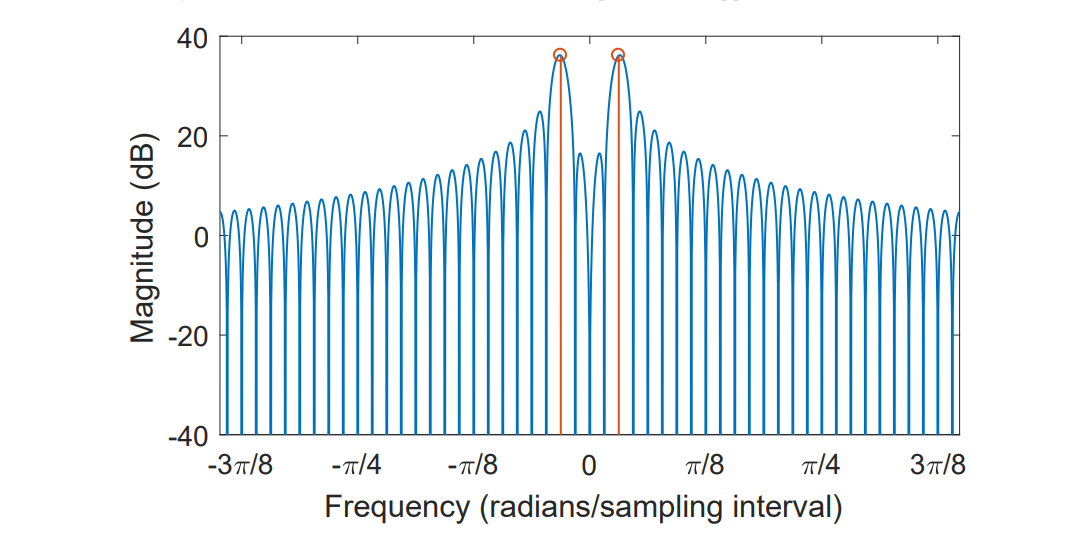 40
20
0
-20
-40
Magnitude (dB)
-3π/8 -π/4 -π/8 0 π/8 π/4 3π/8
Frequency (radians/sampling interval)